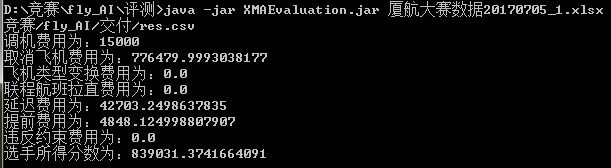 D:\竞赛\fly_AI\评测>java -jar XMAEvaluation.jar 厦航大赛数据20170705_1.xlsx
竞赛/fly_AI/交付/res.csv
调机费用为：15000
取消飞机费用为：776479.9993038177
飞机类型变换费用为：0.0
联程航班拉直费用为：0.0
延迟费用为：42703.2498637835
提前费用为：4848.124998807907
违反约束费用为：0.0
选手所得分数为：839031.3741664091